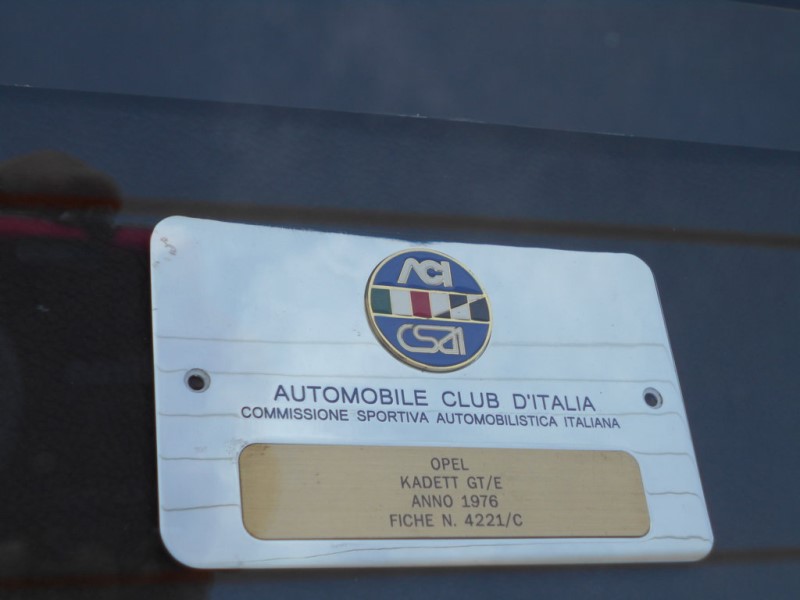 ACI
CSAI
AUTOMOBILE CLUB D'ITALIA
COMMISSIONE SPORTIVA AUTOMOBILISTICA ITALIANA
OPEL
KADETT GT/E
ANNO 1976
FICHE N. 4221/C